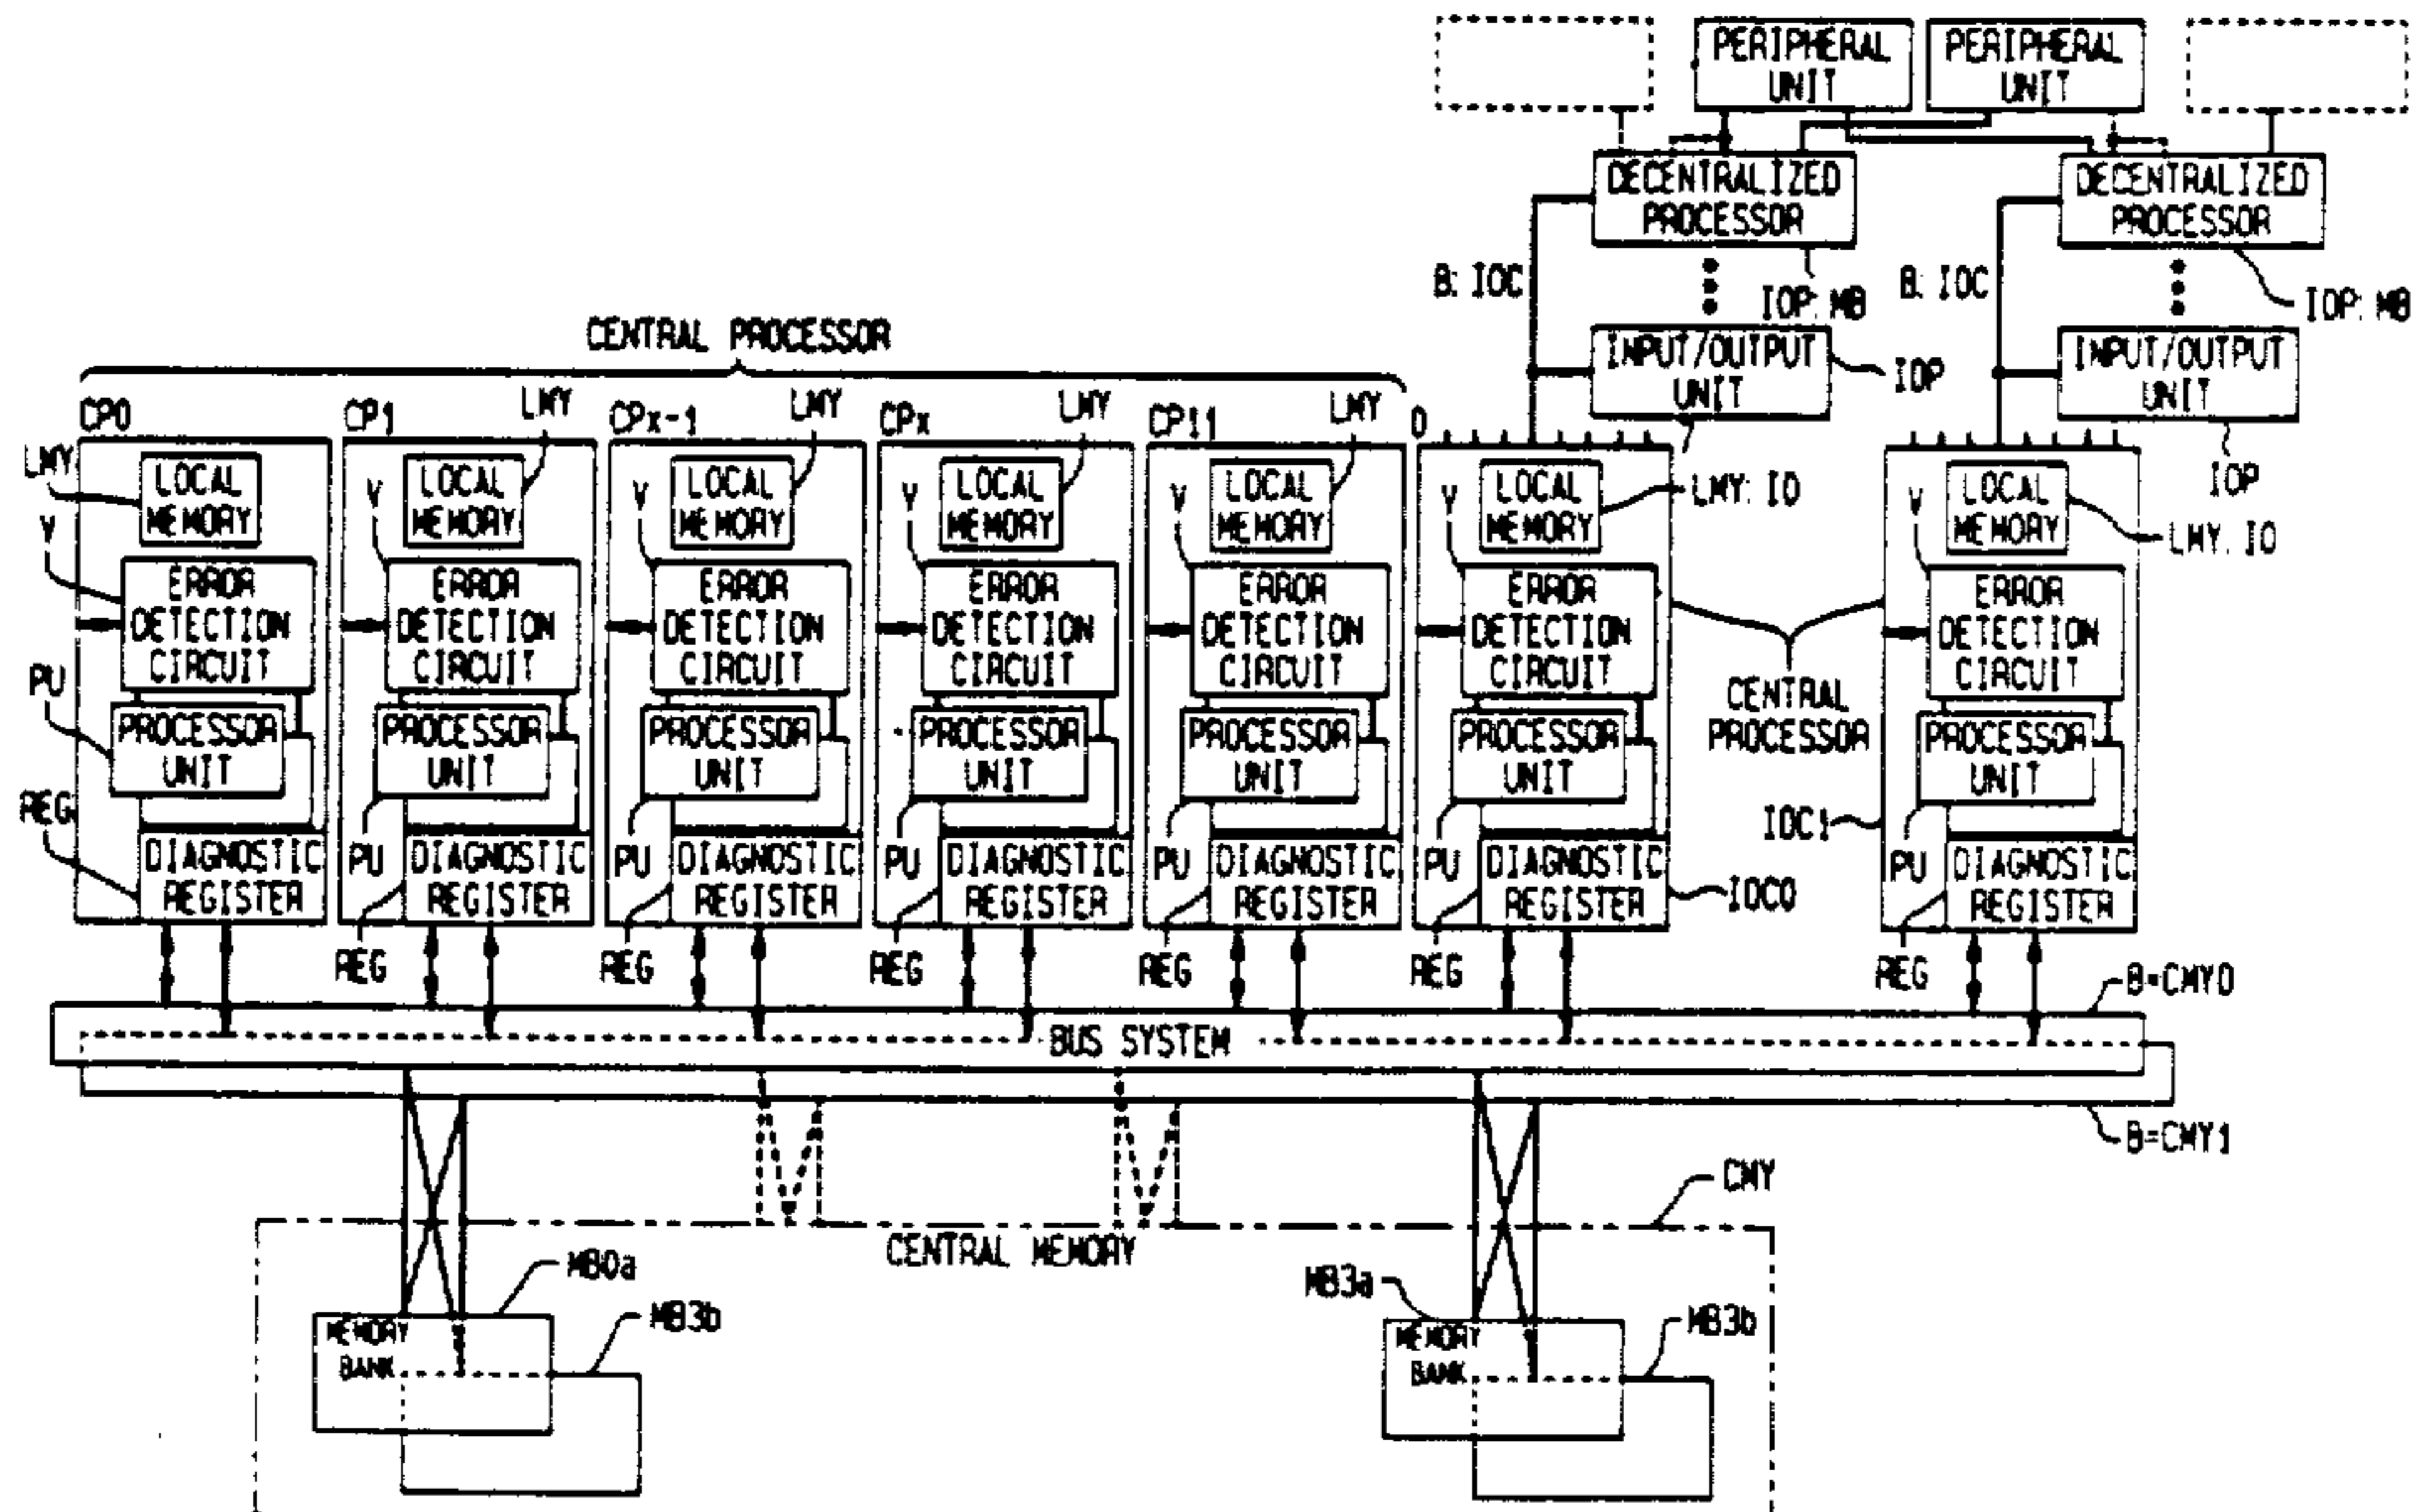 PERIPHERAL
UNIT
PERIPHERAL
UNIT
DECENTRALIZED
PROCESSOR
DECENTRALIZED
PROCESSOR
B: IOC
IOP: MB
B: IOC
IOP: MB
INPUT/OUTPUT
UNIT
IOP
INPUT/OUTPUT
UNIT
IOP
CENTRAL PROCESSOR
CP0
CP1
LMY
CPx-1
LMY
CPx
LMY
CP11
LMY
0
LMY
LOCAL
MEMORY
LOCAL
MEMORY
LOCAL
MEMORY
LOCAL
MEMORY
LOCAL
MEMORY
LOCAL
MEMORY
LMY: IO
LOCAL
MEMORY
LMY: IO
V
V
V
V
V
V
V
ERROR
DETECTION
CIRCUIT
ERROR
DETECTION
CIRCUIT
ERROR
DETECTION
CIRCUIT
ERROR
DETECTION
CIRCUIT
ERROR
DETECTION
CIRCUIT
ERROR
DETECTION
CIRCUIT
ERROR
DETECTION
CIRCUIT
CENTRAL
PROCESSOR
PU
PROCESSOR
UNIT
PROCESSOR
UNIT
PROCESSOR
UNIT
PROCESSOR
UNIT
PROCESSOR
UNIT
PROCESSOR
UNIT
PROCESSOR
UNIT
IOC1
REG
PU
PU
PU
PU
PU
PU
DIAGNOSTIC
REGISTER
DIAGNOSTIC
REGISTER
DIAGNOSTIC
REGISTER
DIAGNOSTIC
REGISTER
DIAGNOSTIC
REGISTER
DIAGNOSTIC
REGISTER
IOC0
DIAGNOSTIC
REGISTER
REG
REG
REG
REG
REG
REG
B=CMY0
BUS SYSTEM
B=CMY1
CMY
CENTRAL MEMORY
MB0a
MB3b
MEMORY
BANK
MB3a
MB3b
MEMORY
BANK